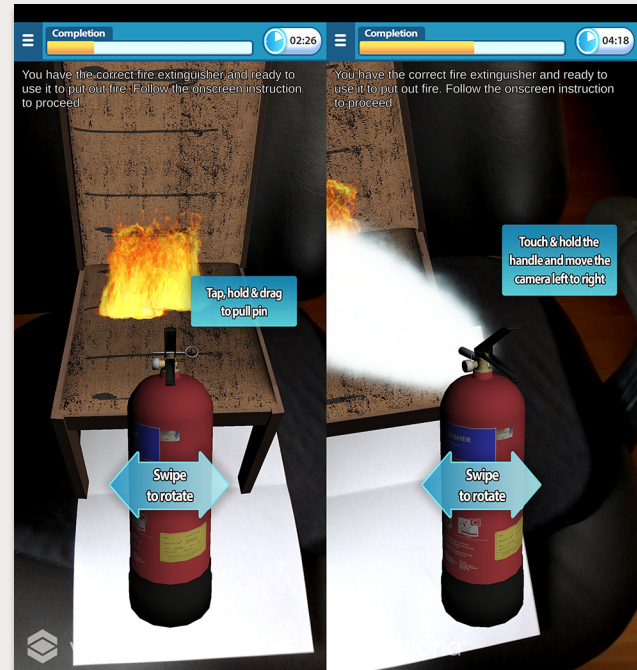 Completion
02:26
You have the correct fire extinguisher and ready to
use it to put out fire. Follow the onscreen instruction
to proceed.
Tap, hold & drag
to pull pin
Swipe
to rotate
Completion
04:18
You have the correct fire extinguisher and ready to
use it to put out fire. Follow the onscreen instruction
to proceed
Touch & hold the
handle and move the
camera left to right
Swipe
to rotate